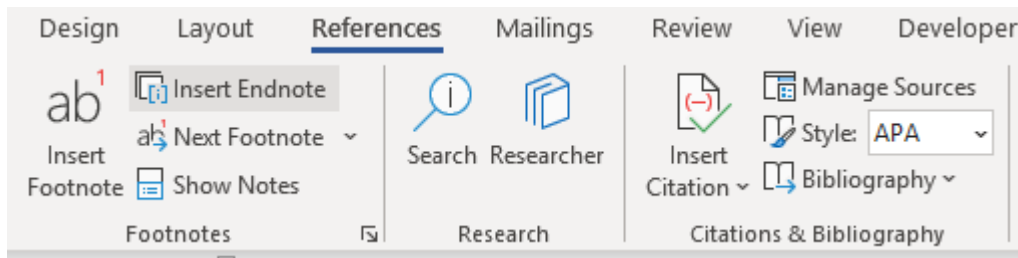 Design Layout References Mailings Review View Developer
ab1 Insert Endnote
ab Next Footnote
Insert Footnote
Show Notes
Footnotes
Search Researcher
Research
(–)
Insert Citation
Manage Sources
Style: APA
Bibliography
Citations & Bibliography